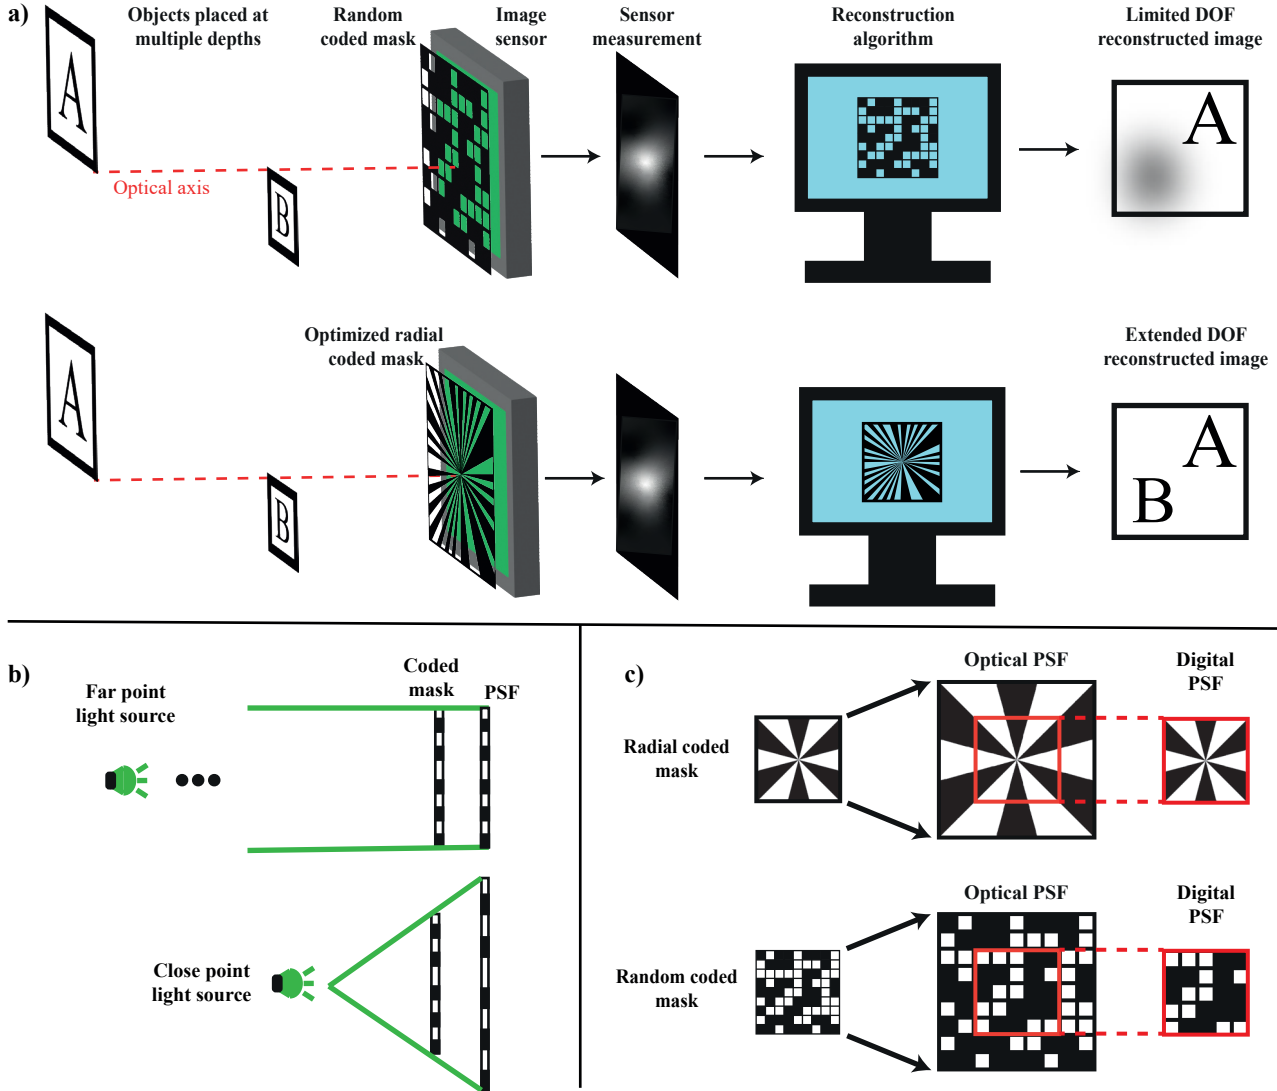 a)
Objects placed at
multiple depths
Random
coded mask
Image
sensor
Sensor
measurement
Reconstruction
algorithm
Limited DOF
reconstructed image
A
Optical axis
B
A
Optimized radial
coded mask
Extended DOF
reconstructed image
A
B
A
B
b)
Far point
light source
Coded
mask
PSF
Close point
light source
c)
Optical PSF
Digital
PSF
Radial coded
mask
Optical PSF
Digital
PSF
Random coded
mask